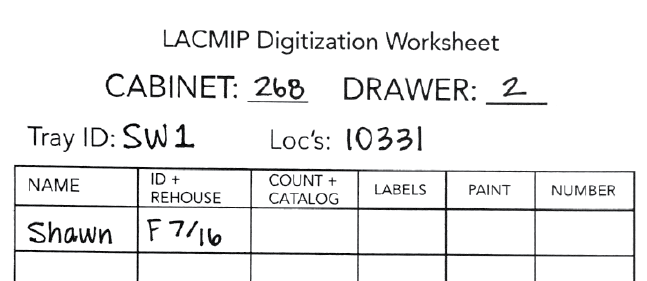 LACMIP Digitization Worksheet
CABINET: 268 DRAWER: 2
Tray ID: SW1 Loc's: 10331
NAME ID + REHOUSE COUNT + CATALOG LABELS PAINT NUMBER
Shawn F 7/16